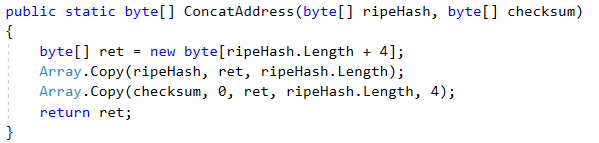 public static byte[] ConcatAddress(byte[] ripeHash, byte[] checksum)
{
    byte[] ret = new byte[ripeHash.Length + 4];
    Array.Copy(ripeHash, ret, ripeHash.Length);
    Array.Copy(checksum, 0, ret, ripeHash.Length, 4);
    return ret;
}